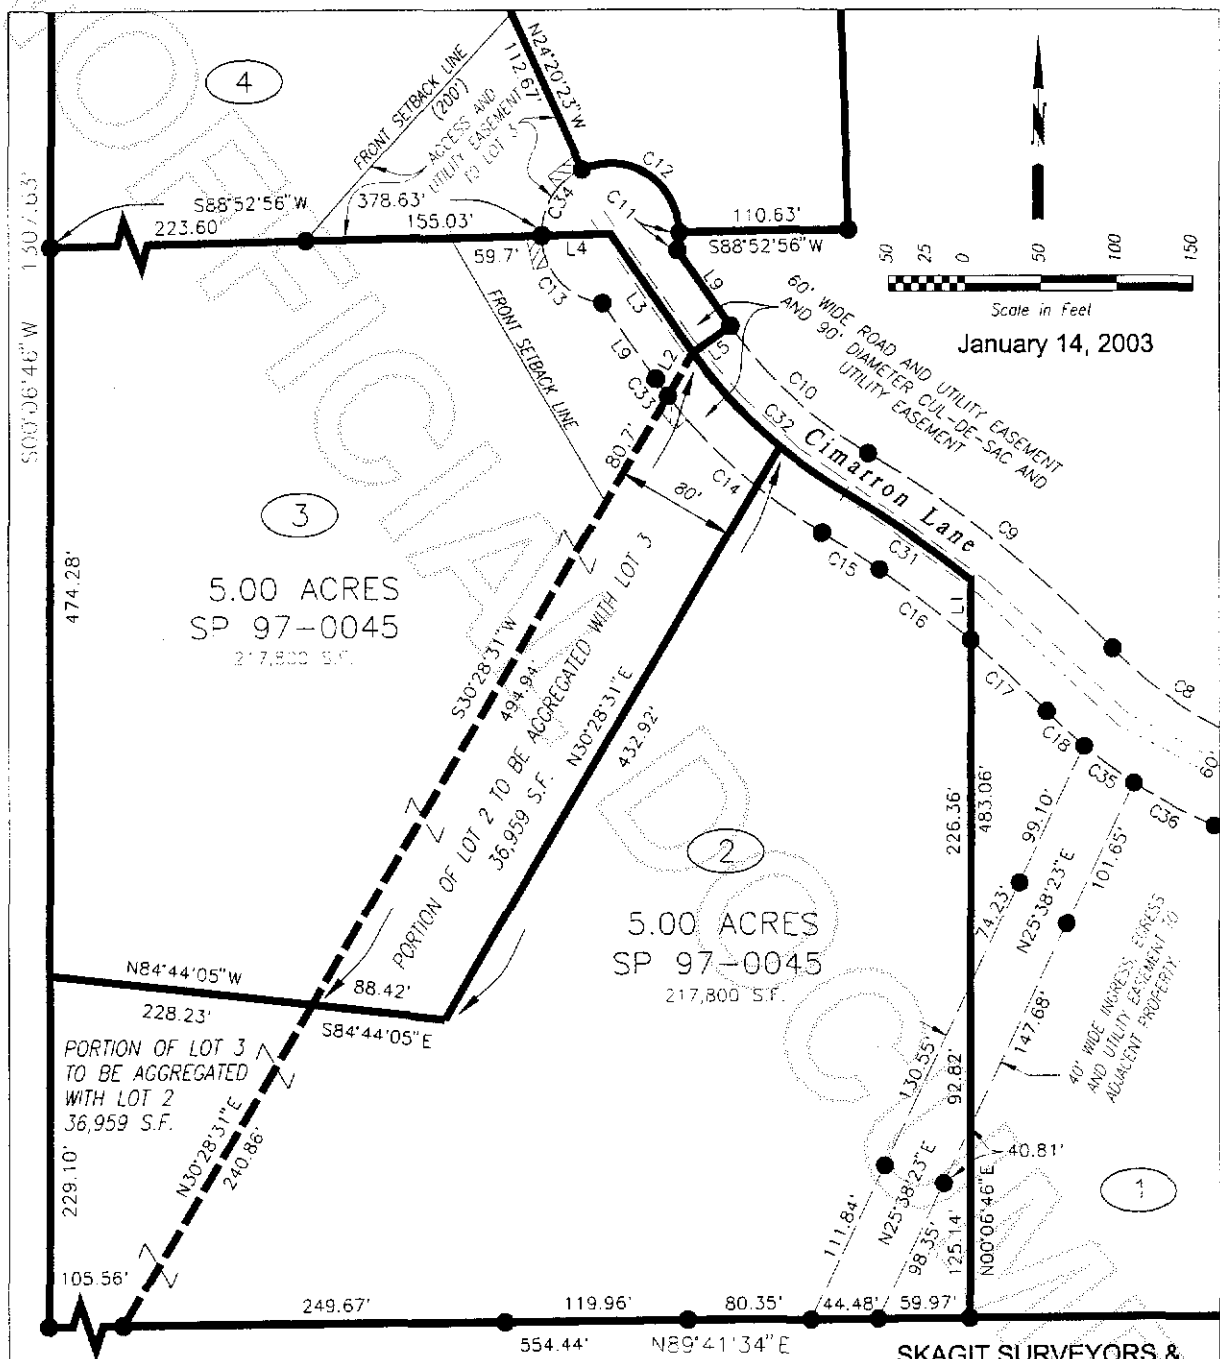 4
FRONT SETBACK LINE
(200')
ACCESS AND
UTILITY EASEMENT
TO LOT 3
N24°20'23"W
112.67'
C12
C11
C34
N
S88°52'56"W
378.63'
223.60'
155.03'
59.7'
L4
110.63'
S88°52'56"W
50 25 0 50 100 150
Scale in Feet
January 14, 2003
1307.63'
S00°06'46"W
474.28'
C13
L3
L9
L9
L2
L5
C33
FRONT SETBACK LINE
60' WIDE ROAD AND UTILITY EASEMENT
AND 90' DIAMETER CUL-DE-SAC AND
UTILITY EASEMENT
C10
C32
Cimarron Lane
C9
80.7'
80'
C14
C15
C31
C16
L1
C17
C18
C35
C36
C8
60'
3
5.00 ACRES
SP 97-0045
217,800 S.F.
S30°28'31"W
494.94'
PORTION OF LOT 2 TO BE AGGREGATED WITH LOT 3
36,959 S.F.
N30°28'31"E
432.92'
2
5.00 ACRES
SP 97-0045
217,800 S.F.
226.36'
483.06'
99.10'
74.23'
N25°38'23"E
101.65'
147.68'
40' WIDE INGRESS, EGRESS
AND UTILITY EASEMENT TO
ADJACENT PROPERTY.
N84°44'05"W
228.23'
88.42'
S84°44'05"E
PORTION OF LOT 3
TO BE AGGREGATED
WITH LOT 2
36,959 S.F.
N30°28'31"E
240.86'
229.10'
130.55'
92.82'
40.81'
N25°38'23"E
111.84'
98.35'
125.14'
N00°06'46"E
1
105.56'
249.67'
119.96'
80.35'
44.48'
59.97'
554.44'
N89°41'34"E
SKAGIT SURVEYORS &
OFFICIAL DOCUME